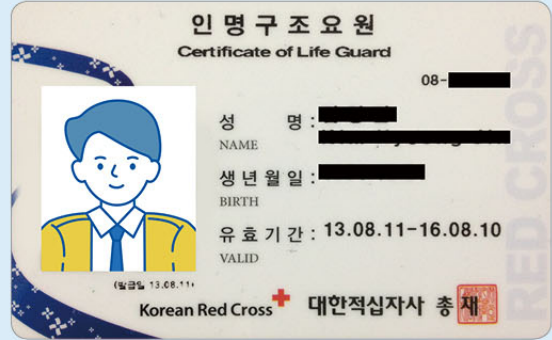 인명구조요원
Certificate of Life Guard
08-
성 명 :
NAME
생년월일 :
BIRTH
유효기간 : 13.08.11-16.08.10
VALID
(발급일 13.08.11)
Korean Red Cross 대한적십자사 총재
RED CROSS